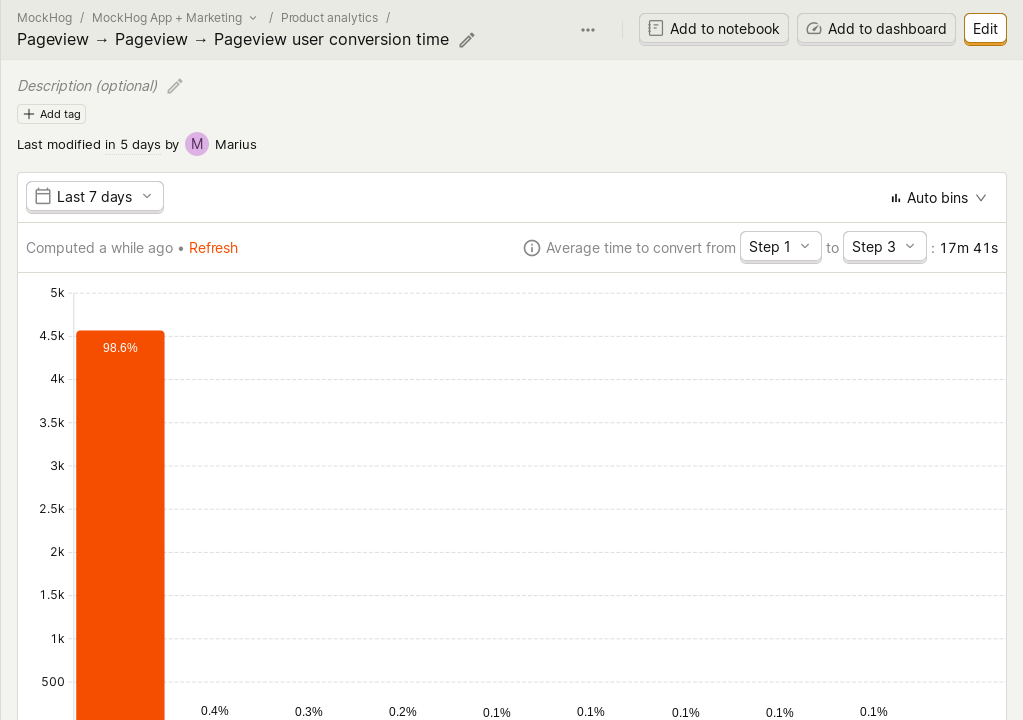 MockHog / MockHog App + Marketing / Product analytics /
Pageview → Pageview → Pageview user conversion time
Add to notebook
Add to dashboard
Edit
Description (optional)
Add tag
Last modified in 5 days by M Marius
Last 7 days
Auto bins
Computed a while ago • Refresh
Average time to convert from Step 1 to Step 3 : 17m 41s
5k
4.5k
98.6%
4k
3.5k
3k
2.5k
2k
1.5k
1k
500
0.4% 0.3% 0.2% 0.1% 0.1% 0.1% 0.1% 0.1%